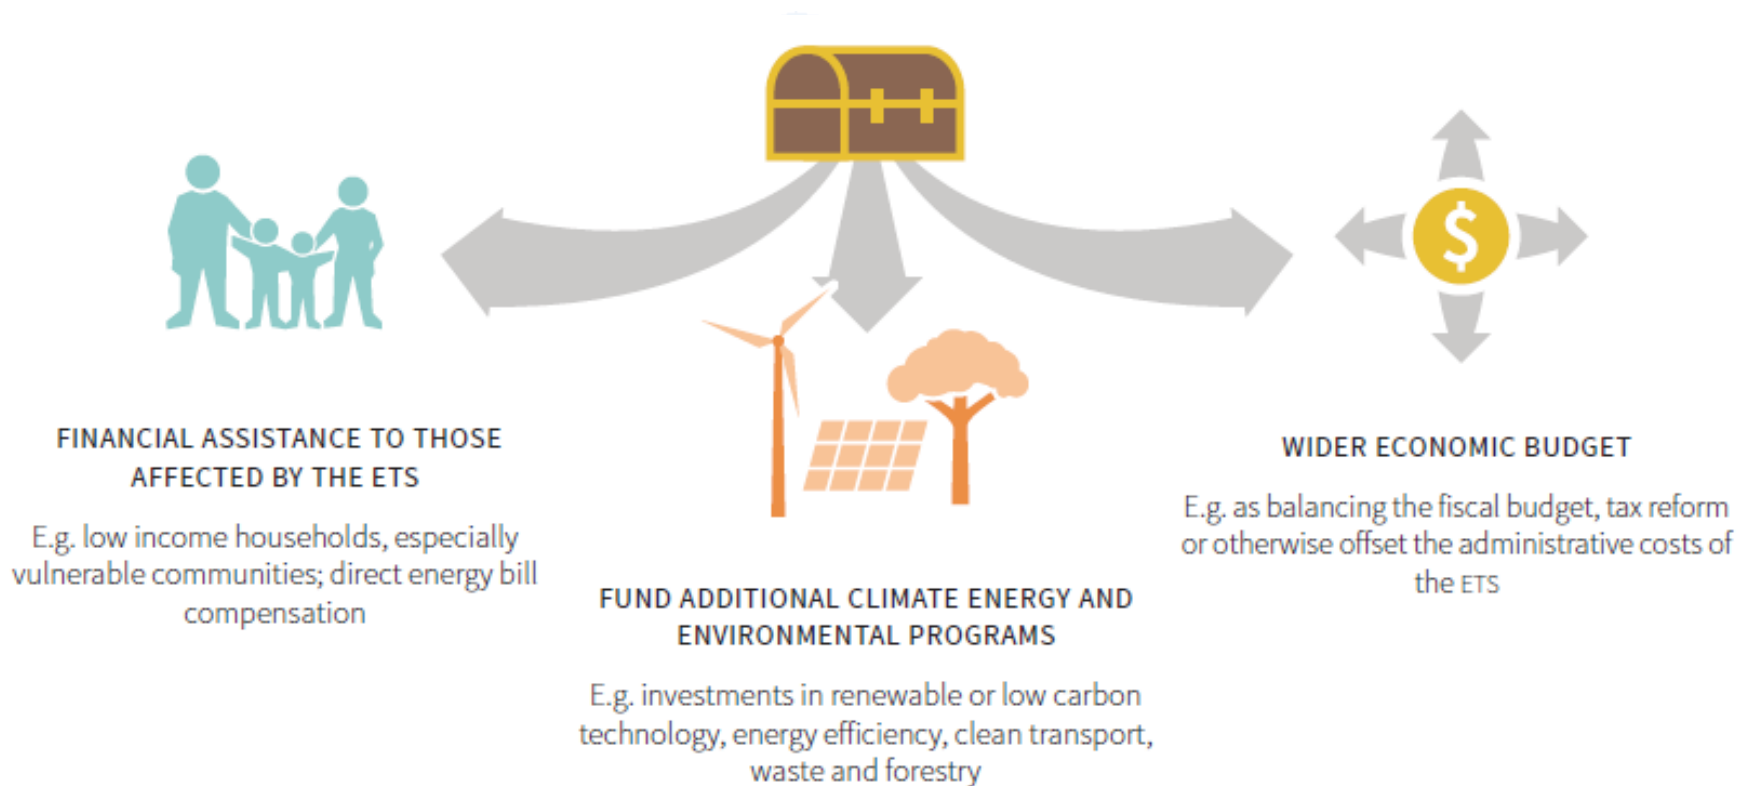 $
FINANCIAL ASSISTANCE TO THOSE
AFFECTED BY THE ETS
E.g. low income households, especially
vulnerable communities; direct energy bill
compensation
FUND ADDITIONAL CLIMATE ENERGY AND
ENVIRONMENTAL PROGRAMS
E.g. investments in renewable or low carbon
technology, energy efficiency, clean transport,
waste and forestry
WIDER ECONOMIC BUDGET
E.g. as balancing the fiscal budget, tax reform
or otherwise offset the administrative costs of
the ETS